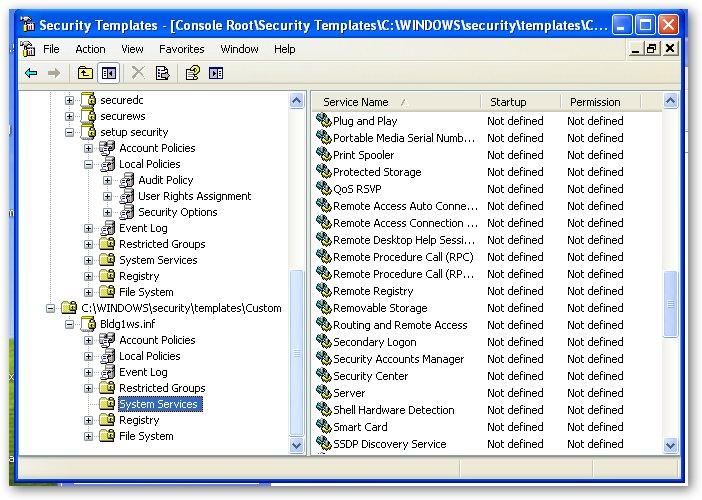 Security Templates - [Console Root\Security Templates\C:\WINDOWS\security\templates\C...
File Action View Favorites Window Help
securedc
securews
setup security
Account Policies
Local Policies
Audit Policy
User Rights Assignment
Security Options
Event Log
Restricted Groups
System Services
Registry
File System
C:\WINDOWS\security\templates\Custom
Bldg1ws.inf
Account Policies
Local Policies
Event Log
Restricted Groups
System Services
Registry
File System
Service Name Startup Permission
Plug and Play Not defined Not defined
Portable Media Serial Numb... Not defined Not defined
Print Spooler Not defined Not defined
Protected Storage Not defined Not defined
QoS RSVP Not defined Not defined
Remote Access Auto Conne... Not defined Not defined
Remote Access Connection ... Not defined Not defined
Remote Desktop Help Sessi... Not defined Not defined
Remote Procedure Call (RPC) Not defined Not defined
Remote Procedure Call (RP... Not defined Not defined
Remote Registry Not defined Not defined
Removable Storage Not defined Not defined
Routing and Remote Access Not defined Not defined
Secondary Logon Not defined Not defined
Security Accounts Manager Not defined Not defined
Security Center Not defined Not defined
Server Not defined Not defined
Shell Hardware Detection Not defined Not defined
Smart Card Not defined Not defined
SSDP Discovery Service Not defined Not defined